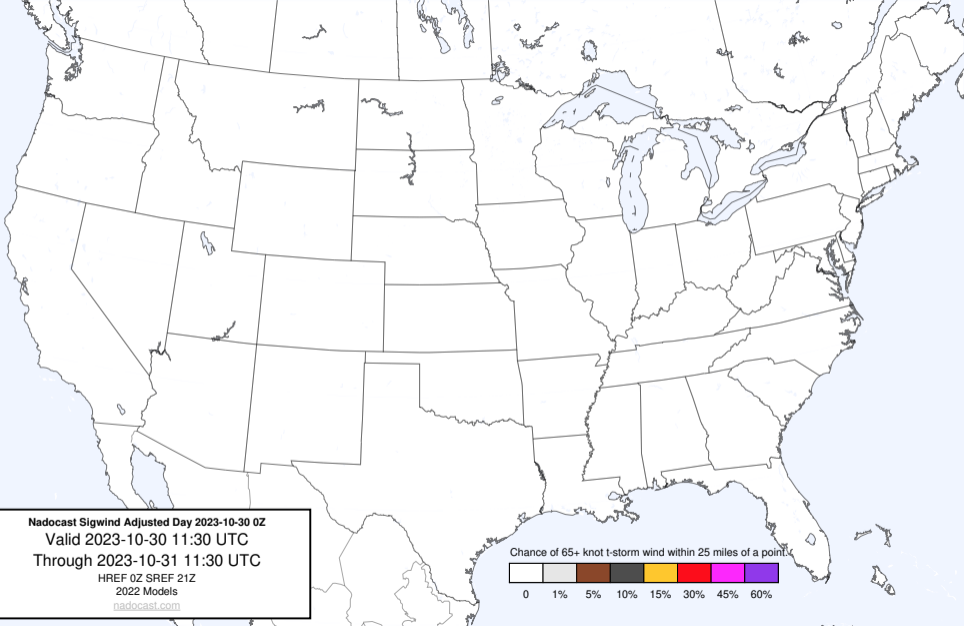 Nadocast Sigwind Adjusted Day 2023-10-30 0Z
Valid 2023-10-30 11:30 UTC
Through 2023-10-31 11:30 UTC
HREF 0Z SREF 21Z
2022 Models
nadocast.com
Chance of 65+ knot t-storm wind within 25 miles of a point.
0 1% 5% 10% 15% 30% 45% 60%